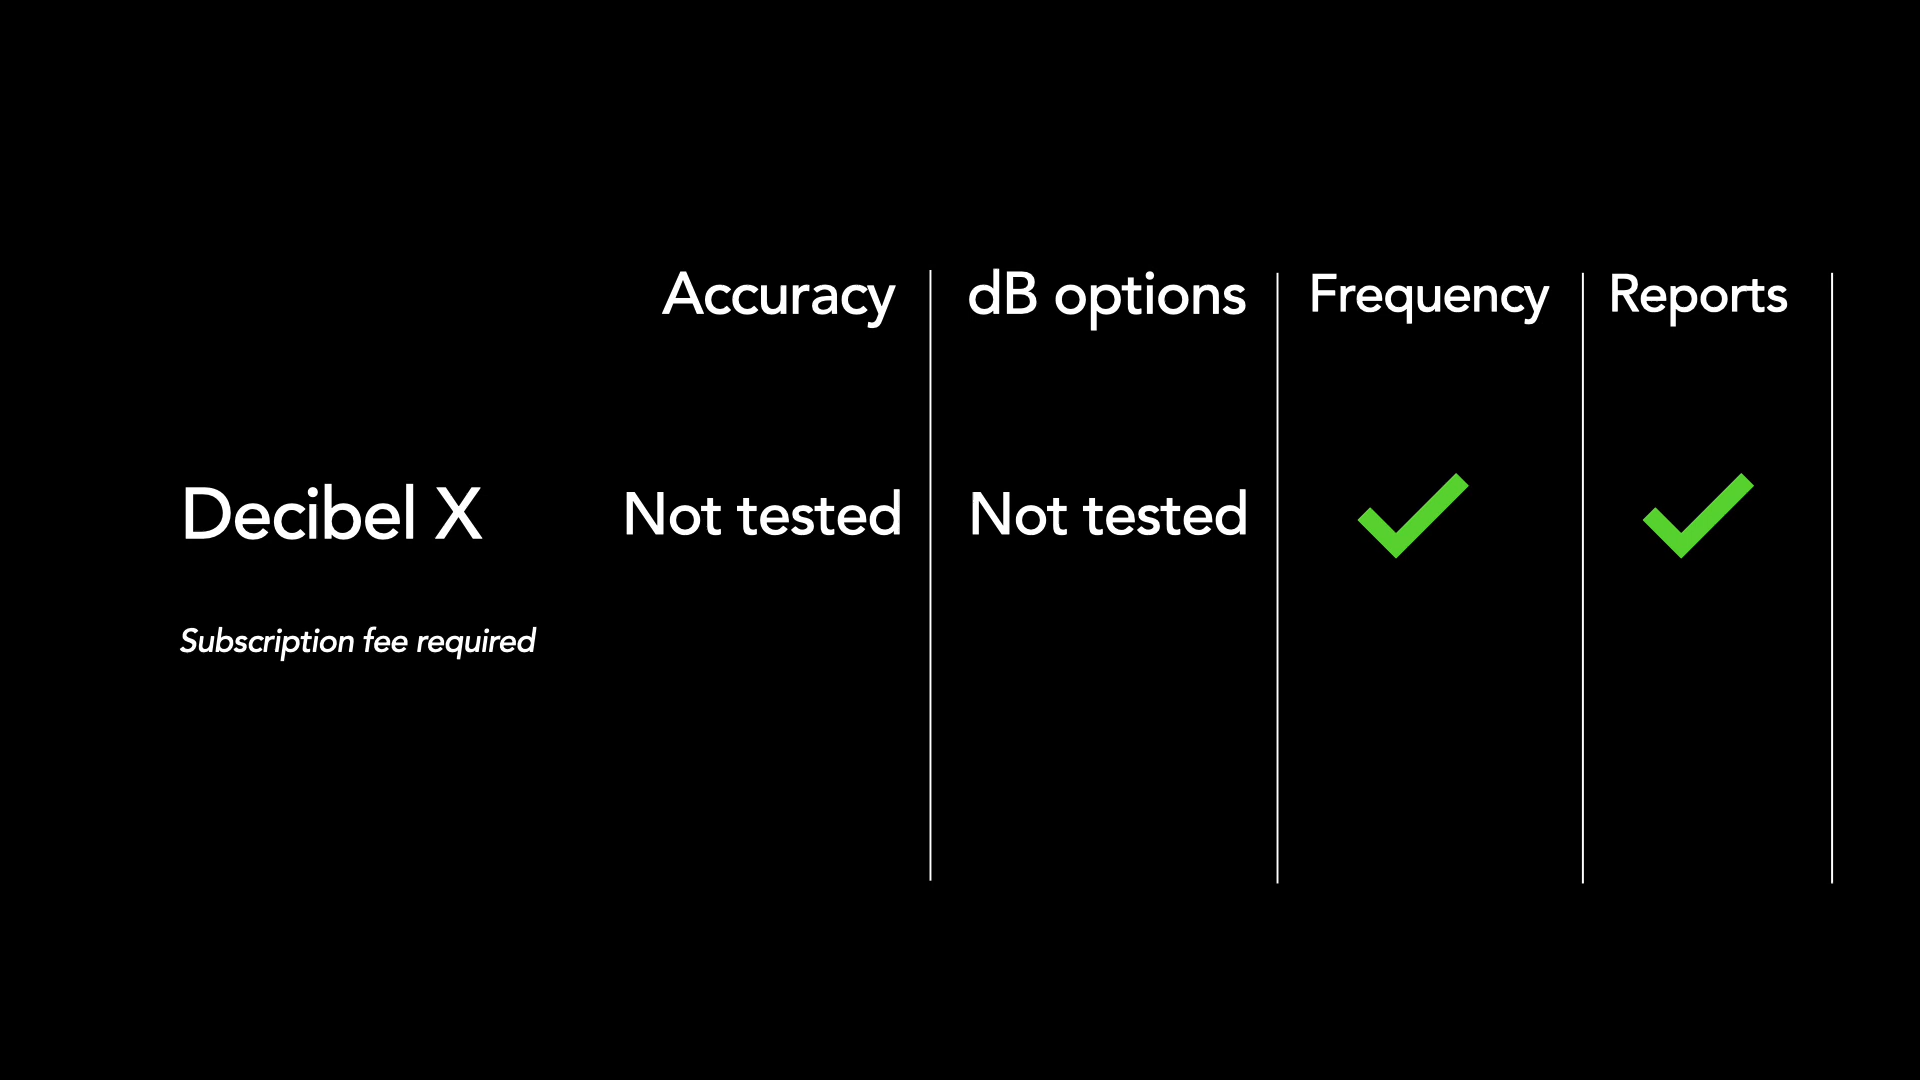 Accuracy dB options Frequency Reports
Decibel X Not tested Not tested
Subscription fee required